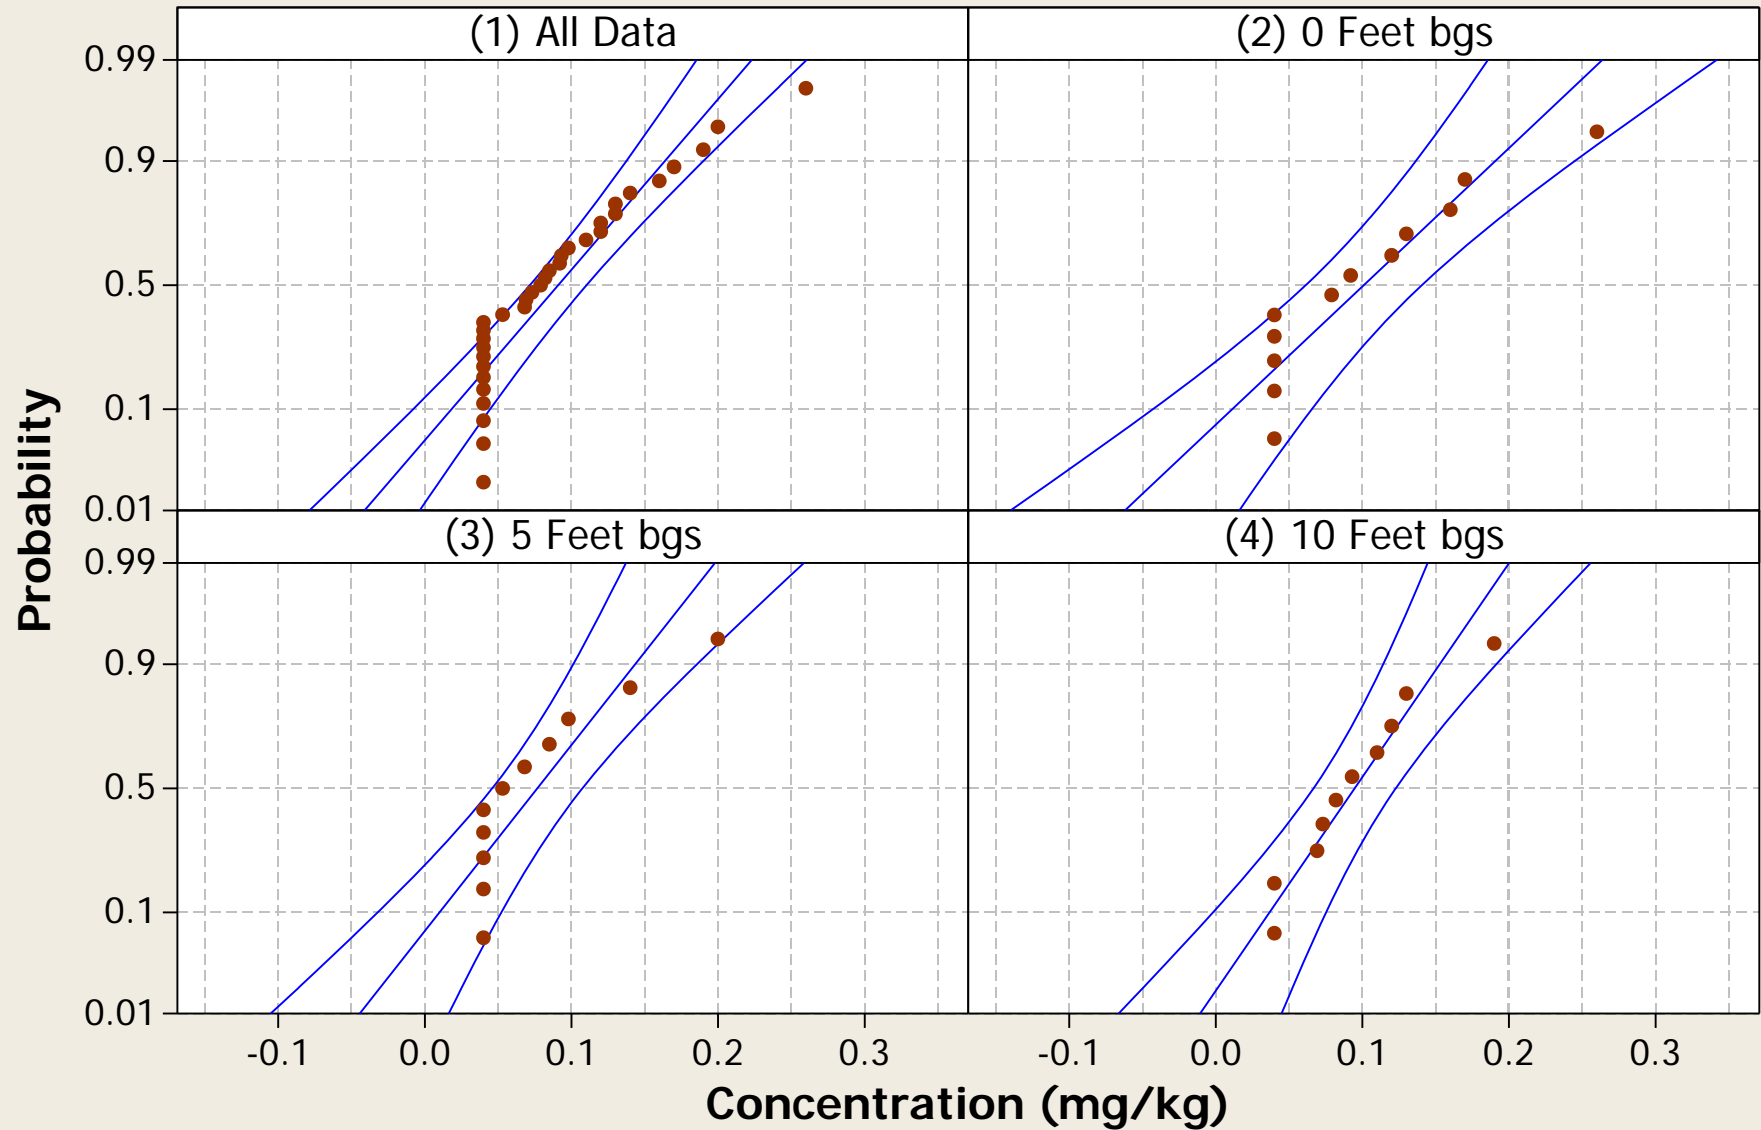 (1) All Data
(2) 0 Feet bgs
0.99
0.9
0.5
0.1
0.01
(3) 5 Feet bgs
(4) 10 Feet bgs
0.99
0.9
0.5
0.1
0.01
Probability
-0.1 0.0 0.1 0.2 0.3
-0.1 0.0 0.1 0.2 0.3
Concentration (mg/kg)